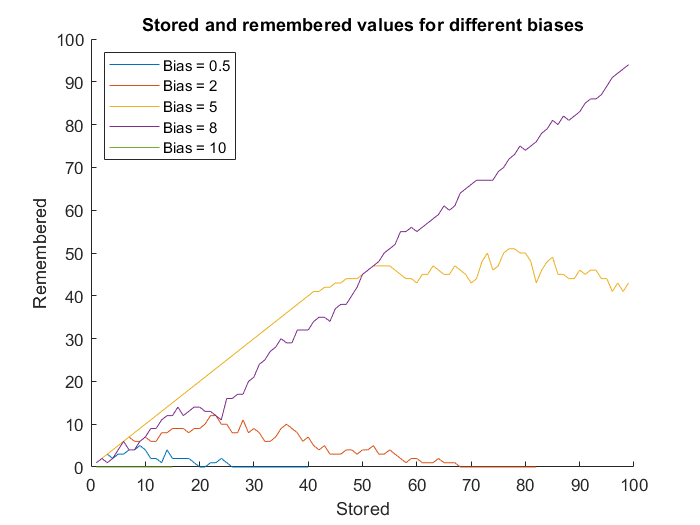 Stored and remembered values for different biases
100
90
80
70
60
50
40
30
20
10
0
Remembered
Bias = 0.5
Bias = 2
Bias = 5
Bias = 8
Bias = 10
0 10 20 30 40 50 60 70 80 90 100
Stored